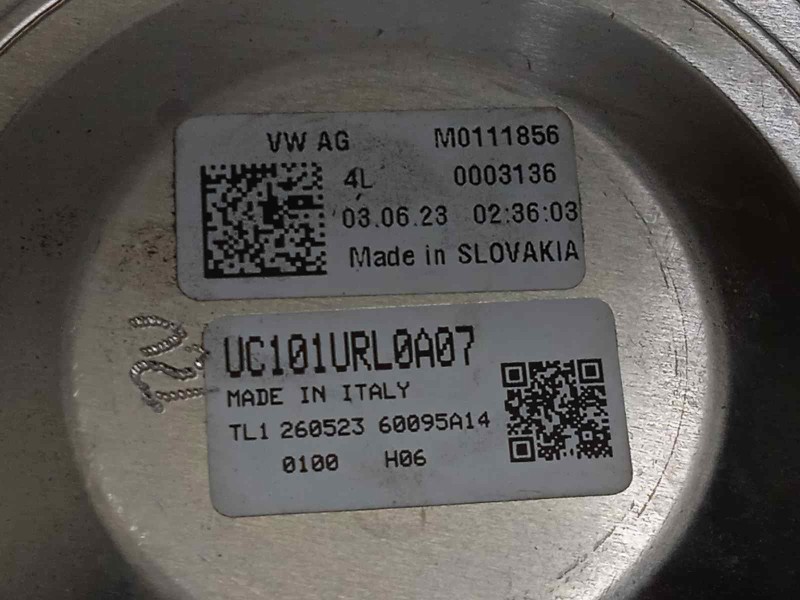 VW AG M0111856
4L 0003136
03.06.23 02:36:03
Made in SLOVAKIA
UC101URL0A07
MADE IN ITALY
TL1 260523 60095A14
0100 H06